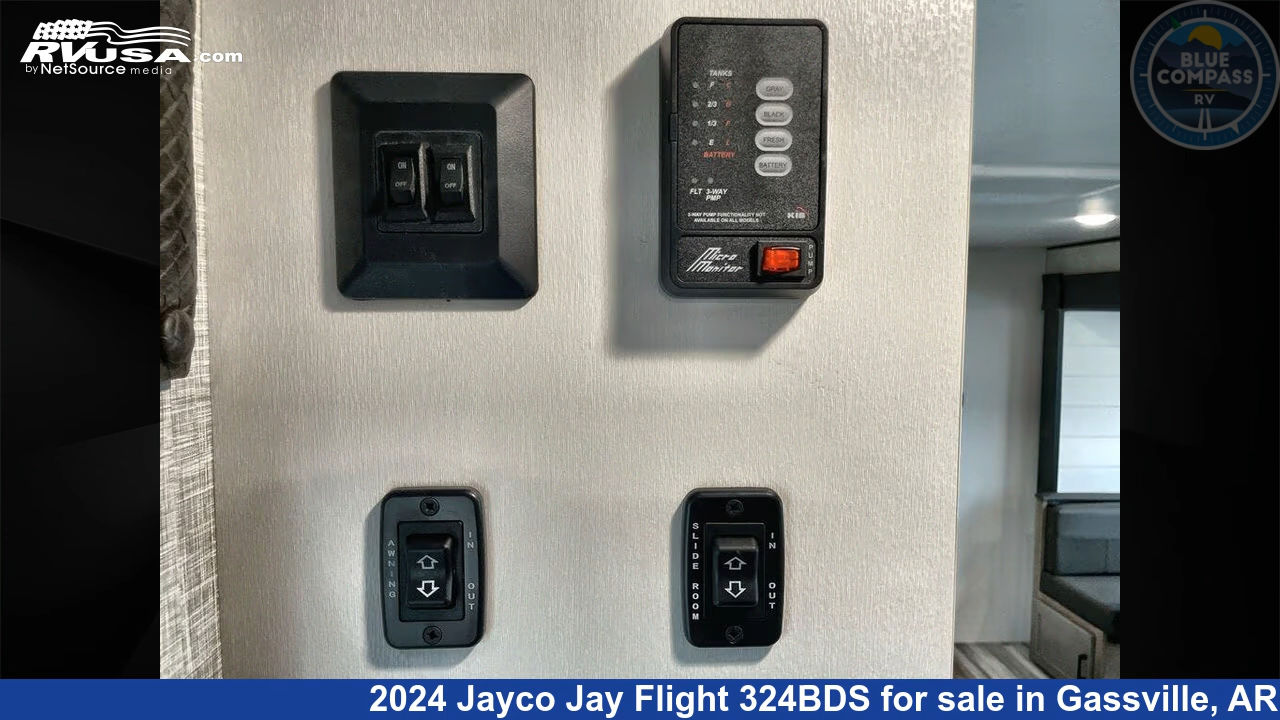 RVUSA.com
by NetSource media
BLUE
COMPASS
RV
ON ON
OFF OFF
TANKS
F C GRAY
2/3 G BLACK
1/3 F FRESH
E L BATTERY
BATTERY
FLT 3-WAY
PMP
3-WAY PUMP FUNCTIONALITY NOT
AVAILABLE ON ALL MODELS
KIB
Micro
Monitor
PUMP
AWNING
IN
OUT
SLIDE ROOM
IN
OUT
2024 Jayco Jay Flight 324BDS for sale in Gassville, AR